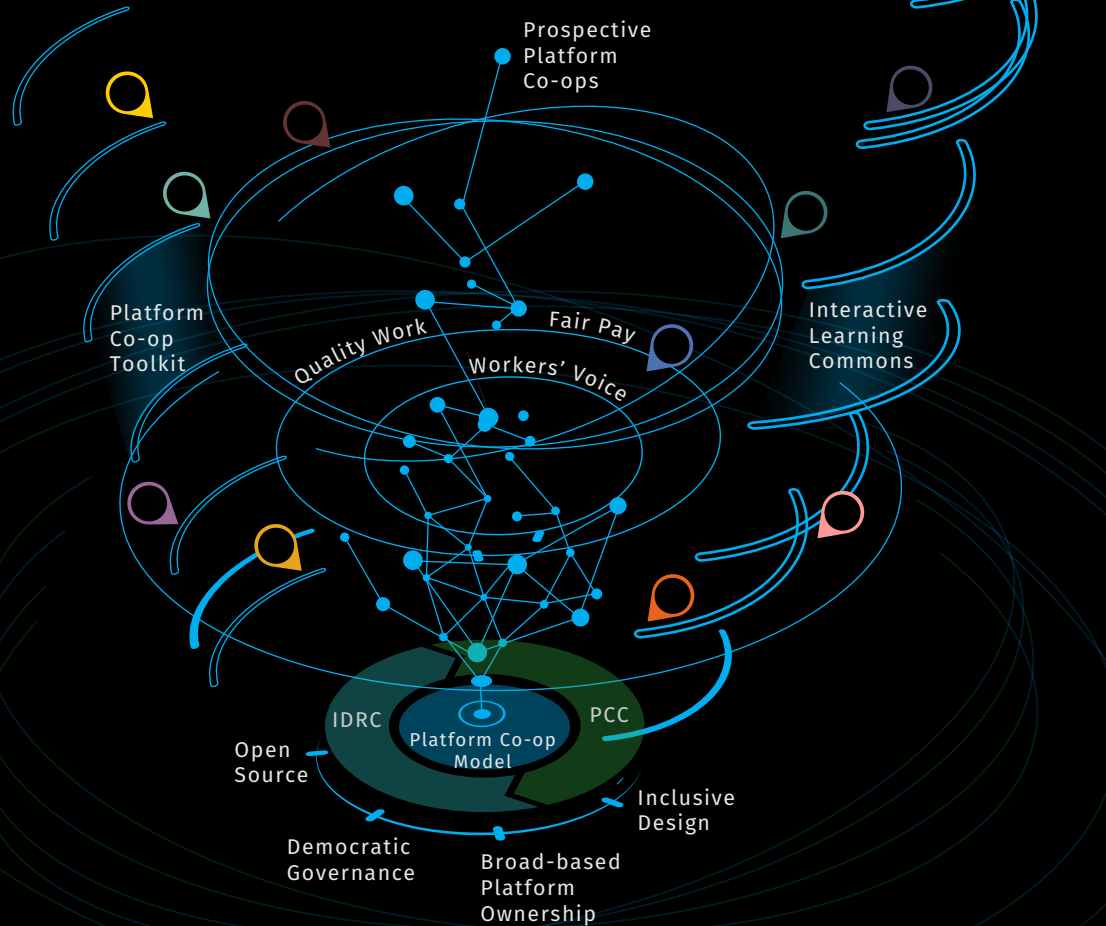 Prospective
Platform
Co-ops
Platform
Co-op
Toolkit
Quality Work
Fair Pay
Workers’ Voice
Interactive
Learning
Commons
IDRC
PCC
Platform Co-op
Model
Open
Source
Democratic
Governance
Broad-based
Platform
Ownership
Inclusive
Design